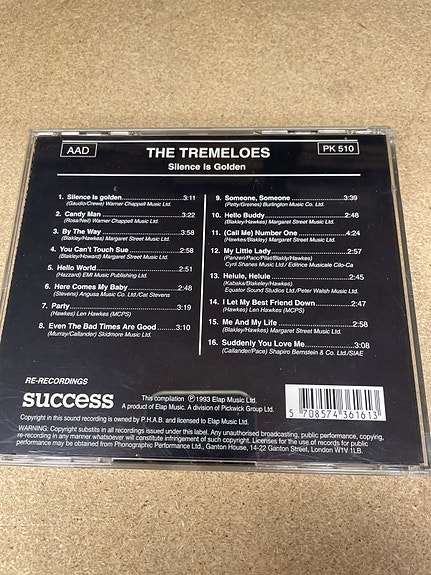 AAD
THE TREMELOES
PK 510
Silence Is Golden
1. Silence is golden.....................3:11
(Gaudio/Crewe) Warner Chappell Music Ltd.
2. Candy Man.............................3:22
(Ross/Neil) Warner Chappell Music Ltd.
3. By The Way............................3:58
(Blakley/Hawkes) Margaret Street Music Ltd.
4. You Can't Touch Sue...............2:58
(Blakley/Howard) Margaret Street Music Ltd.
5. Hello World.............................2:51
(Hazzard) EMI Music Publishing Ltd.
6. Here Comes My Baby...............2:48
(Stevens) Angusa Music Co. Ltd/Cat Stevens
7. Party.......................................3:19
(Hawkes) Len Hawkes (MCPS)
8. Even The Bad Times Are Good.....3:10
(Murray/Callander) Skidmore Music Ltd.
9. Someone, Someone ..................3:39
(Petty/Greines) Burlington Music Co. Ltd.
10. Hello Buddy............................2:48
(Blakley/Hawkes) Margaret Street Music Ltd.
11. (Call Me) Number One..............4:24
(Hawkes/Blakley) Margaret Street Music Ltd.
12. My Little Lady.........................2:57
(Panzeri/Paco/Pilat/Blakly/Hawkes)
Cyril Shanes Music Ltd / Editrice Musicale Clo-Ca
13. Helule, Helule ........................2:45
(Kabaka/Blakeley/Hawkes)
Equator Sound Studios Ltd/Peter Walsh Music Ltd.
14. I Let My Best Friend Down........2:47
(Hawkes) Len Hawkes (MCPS)
15. Me And My Life ......................2:58
(Blakley/Hawkes) Margaret Street Music Ltd.
16. Suddenly You Love Me.............3:08
(Callander/Pace) Shapiro Bernstein & Co. Ltd./SIAE
RE-RECORDINGS
success
This compilation ℗ 1993 Elap Music Ltd.
A product of Elap Music. A division of Pickwick Group Ltd.
5 708574 361613
Copyright in this sound recording is owned by P.H.A.B. and licensed to Elap Music Ltd.
WARNING: Copyright substits in all recordings issued under this label. Any unauthorised broadcasting, public performance, copying,
re-recording in any manner whatsoever will constitute infringement of such copyright. Licenses for the use of records for public
performance may be obtained from Phonographic Performance Ltd., Ganton House, 14-22 Ganton Street, London W1V 1LB.